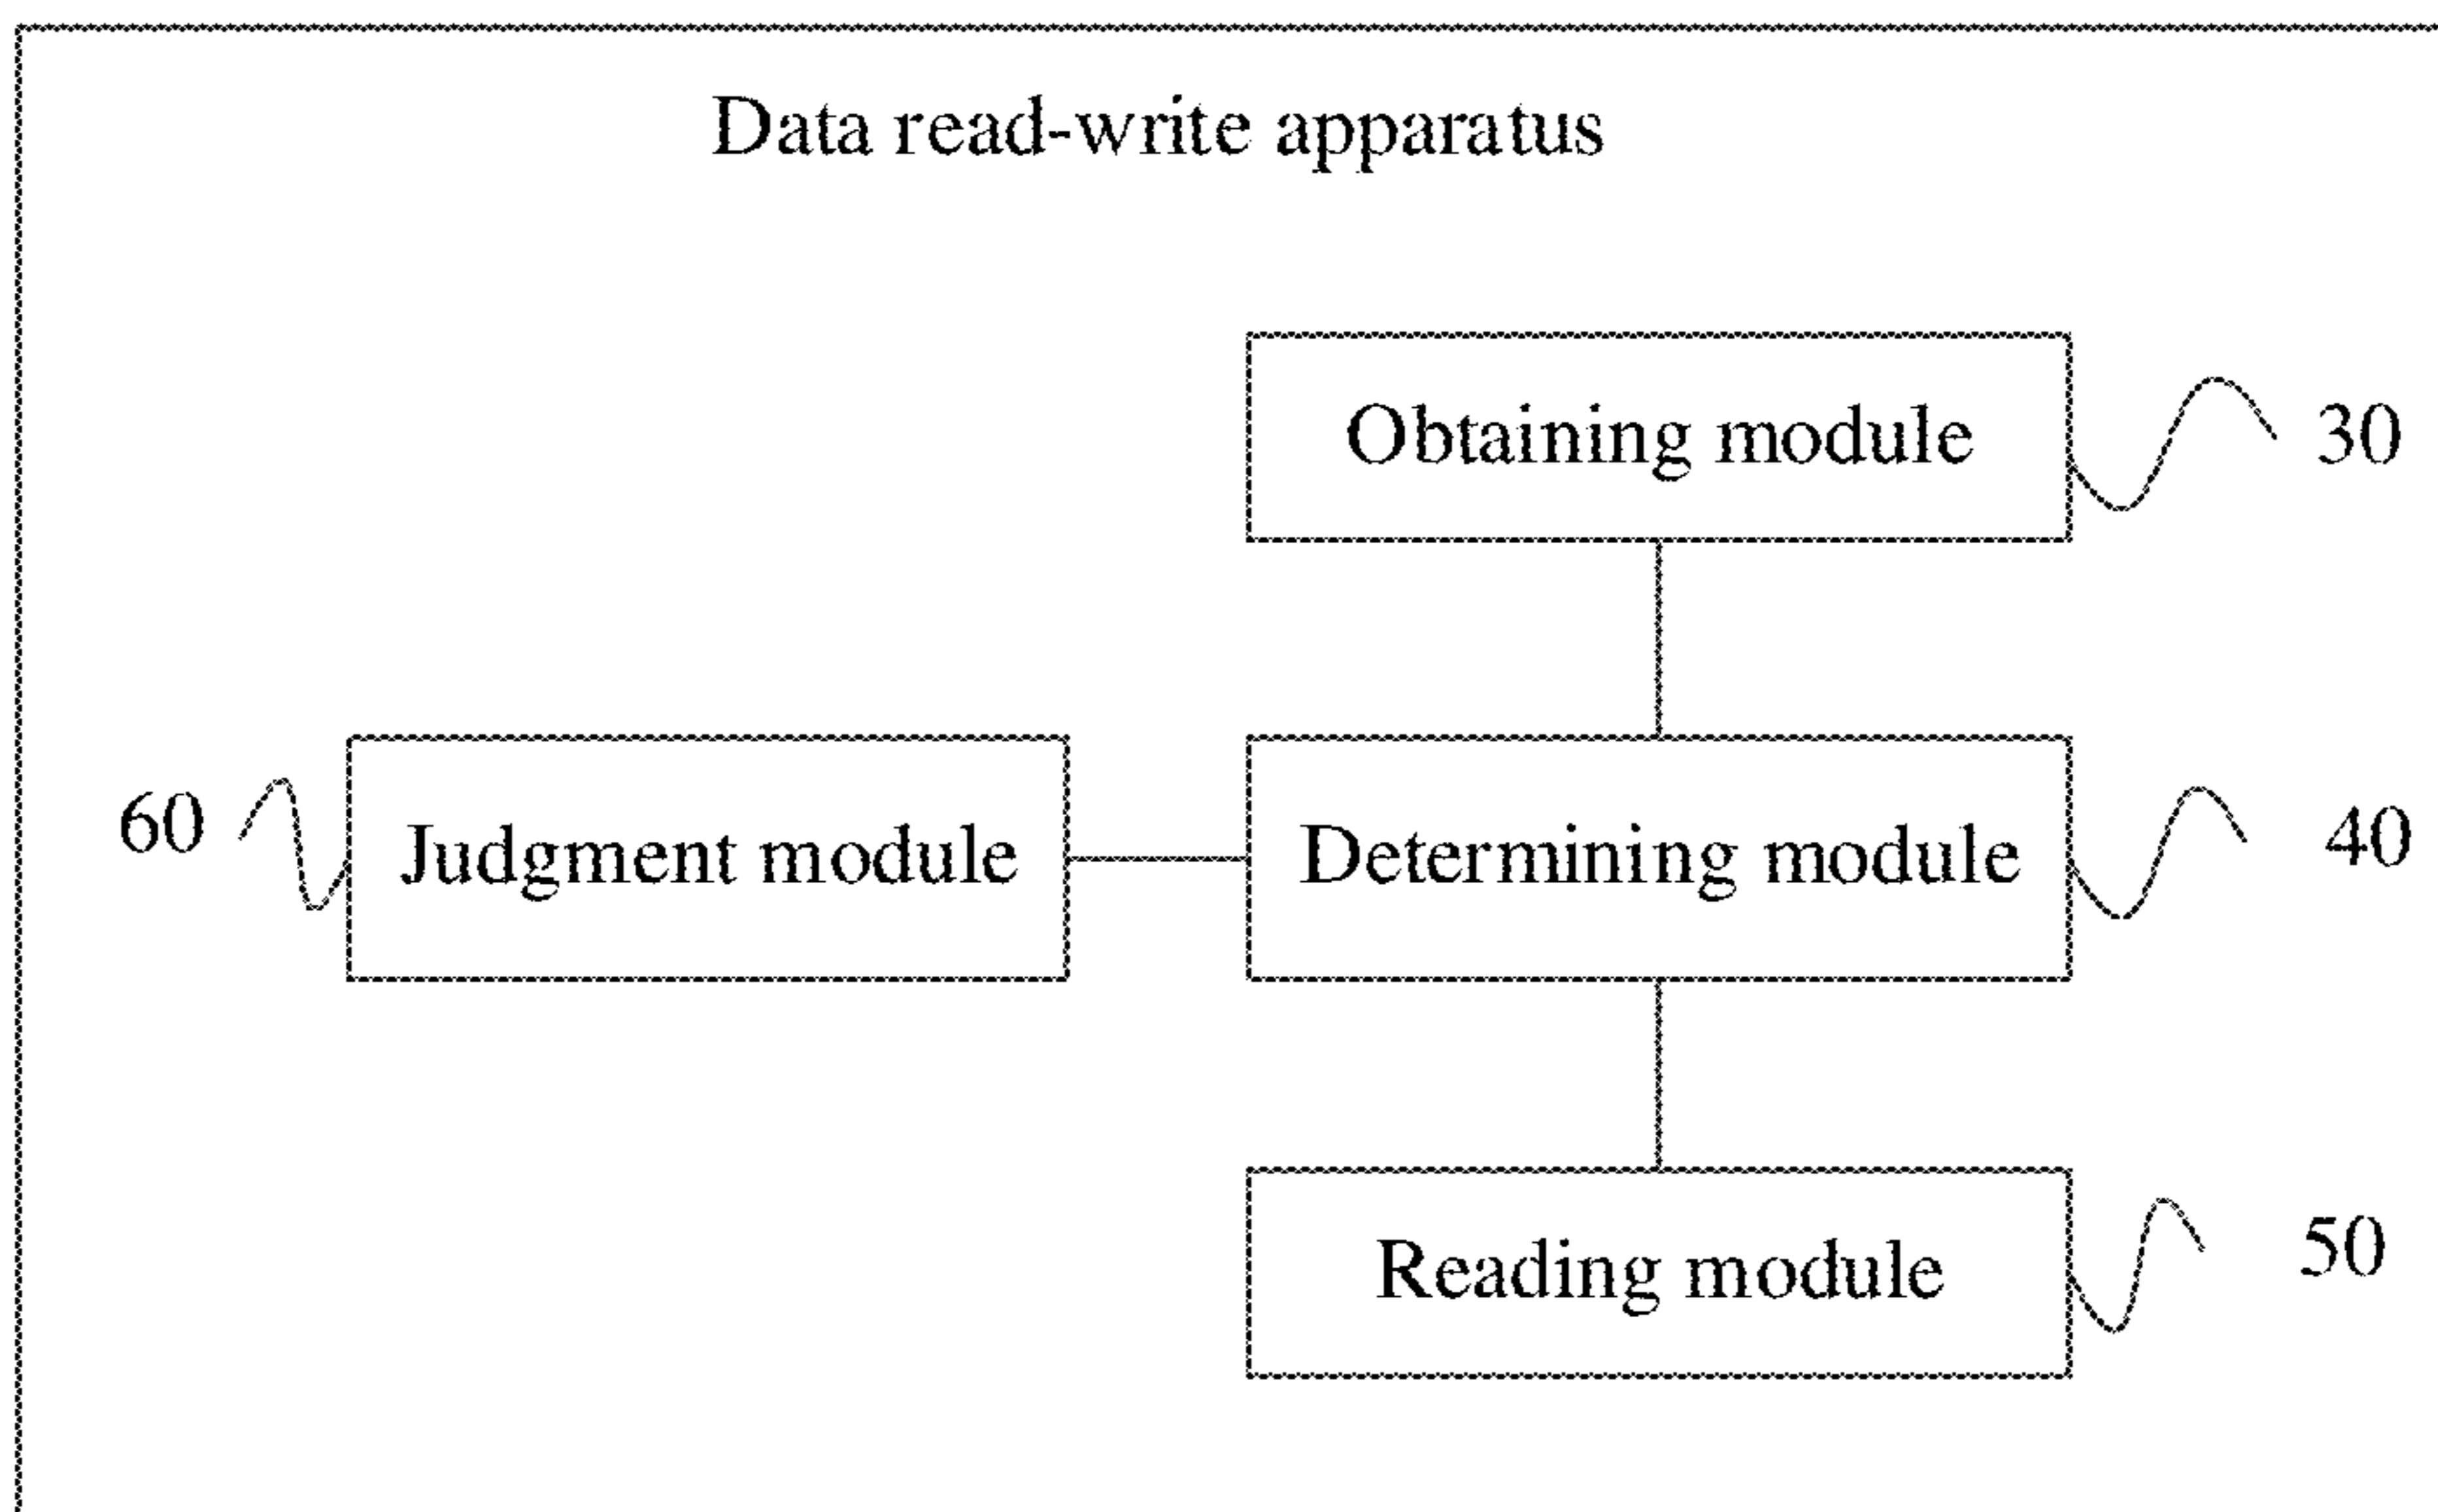 Data read-write apparatus
Obtaining module
30
60
Judgment module
Determining module
40
Reading module
50